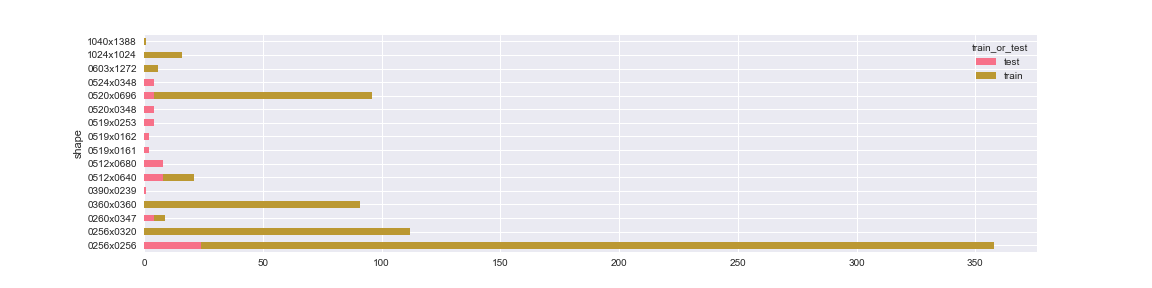 1040x1388
1024x1024
0603x1272
0524x0348
0520x0696
0520x0348
0519x0253
0519x0162
0519x0161
0512x0680
0512x0640
0390x0239
0360x0360
0260x0347
0256x0320
0256x0256
shape
0 50 100 150 200 250 300 350
train_or_test
test
train